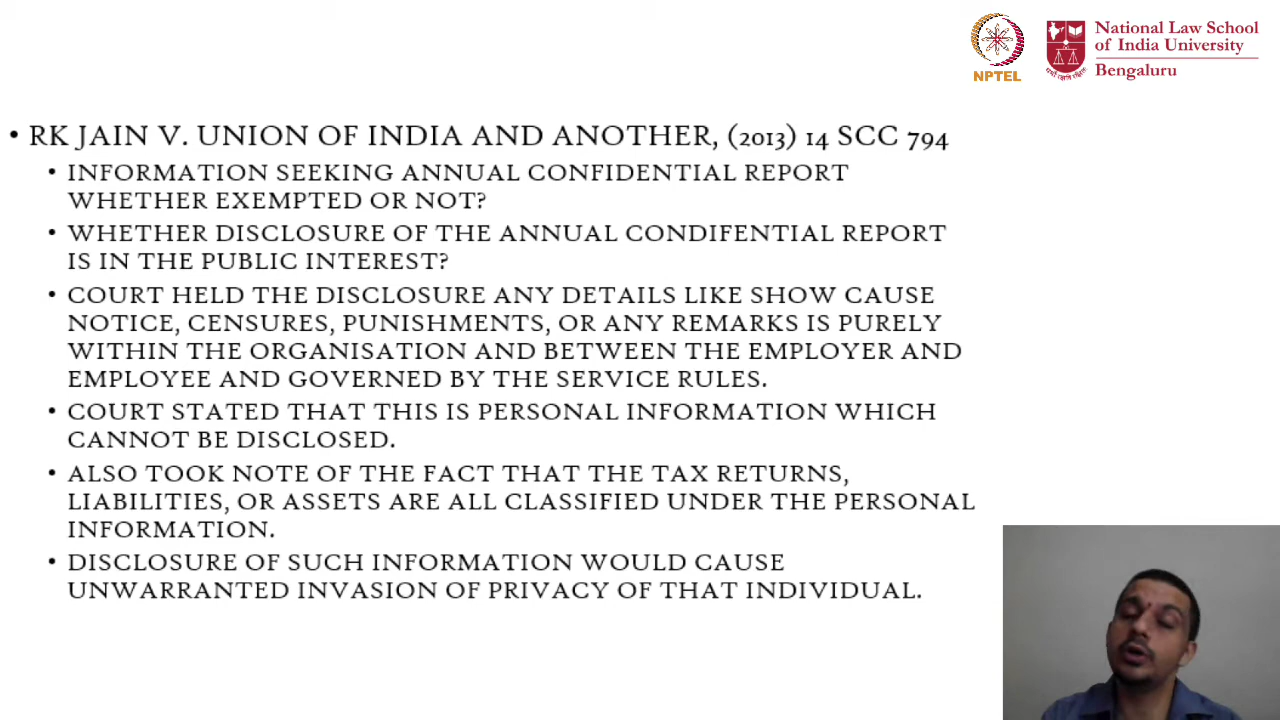 NPTEL
National Law School
of India University
Bengaluru
• RK JAIN V. UNION OF INDIA AND ANOTHER, (2013) 14 SCC 794
• INFORMATION SEEKING ANNUAL CONFIDENTIAL REPORT
WHETHER EXEMPTED OR NOT?
• WHETHER DISCLOSURE OF THE ANNUAL CONDIFENTIAL REPORT
IS IN THE PUBLIC INTEREST?
• COURT HELD THE DISCLOSURE ANY DETAILS LIKE SHOW CAUSE
NOTICE, CENSURES, PUNISHMENTS, OR ANY REMARKS IS PURELY
WITHIN THE ORGANISATION AND BETWEEN THE EMPLOYER AND
EMPLOYEE AND GOVERNED BY THE SERVICE RULES.
• COURT STATED THAT THIS IS PERSONAL INFORMATION WHICH
CANNOT BE DISCLOSED.
• ALSO TOOK NOTE OF THE FACT THAT THE TAX RETURNS,
LIABILITIES, OR ASSETS ARE ALL CLASSIFIED UNDER THE PERSONAL
INFORMATION.
• DISCLOSURE OF SUCH INFORMATION WOULD CAUSE
UNWARRANTED INVASION OF PRIVACY OF THAT INDIVIDUAL.